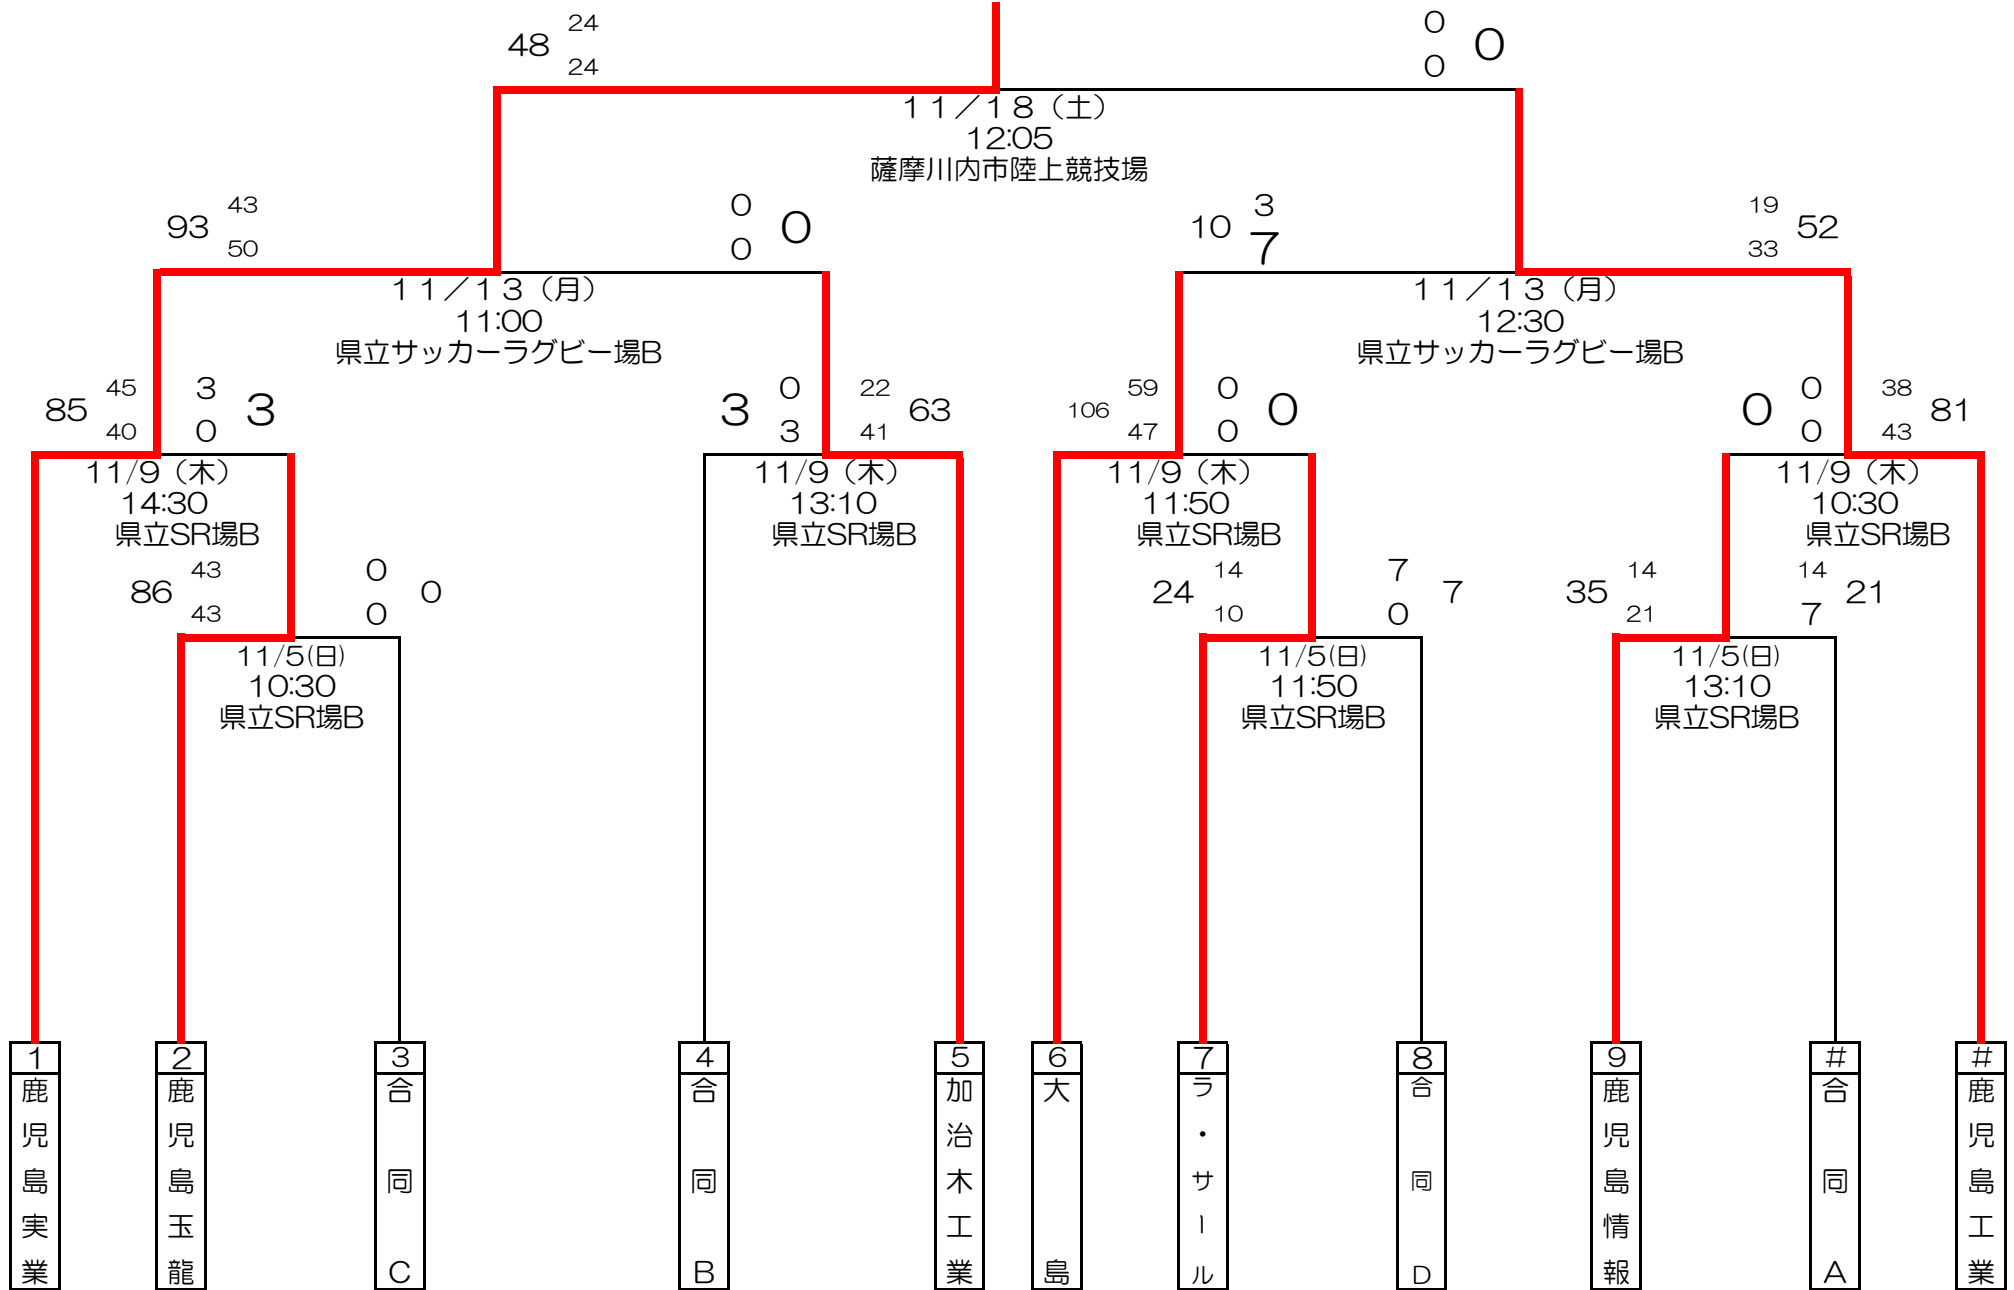 24 0
48 0
24 0
11／18（土）
12:05
薩摩川内市陸上競技場
43 0 3 19
93 0 10 52
50 0 7 33
11／13（月） 11／13（月）
11:00 12:30
県立サッカーラグビー場B 県立サッカーラグビー場B
45 3 0 22 59 0 0 38
85 3 3 63 106 0 0 81
40 0 3 41 47 0 0 43
11/9（木） 11/9（木） 11/9（木） 11/9（木）
14:30 13:10 11:50 10:30
県立SR場B 県立SR場B 県立SR場B 県立SR場B
43 0 14 7 14 14
86 0 24 7 35 21
43 0 10 0 21 7
11/5(日) 11/5(日) 11/5(日)
10:30 11:50 13:10
県立SR場B 県立SR場B 県立SR場B
1 2 3 4 5 6 7 8 9 # #
鹿児島実業
鹿児島玉龍
合同C
合同B
加治木工業
大島
ラ・サール
合同D
鹿児島情報
合同A
鹿児島工業